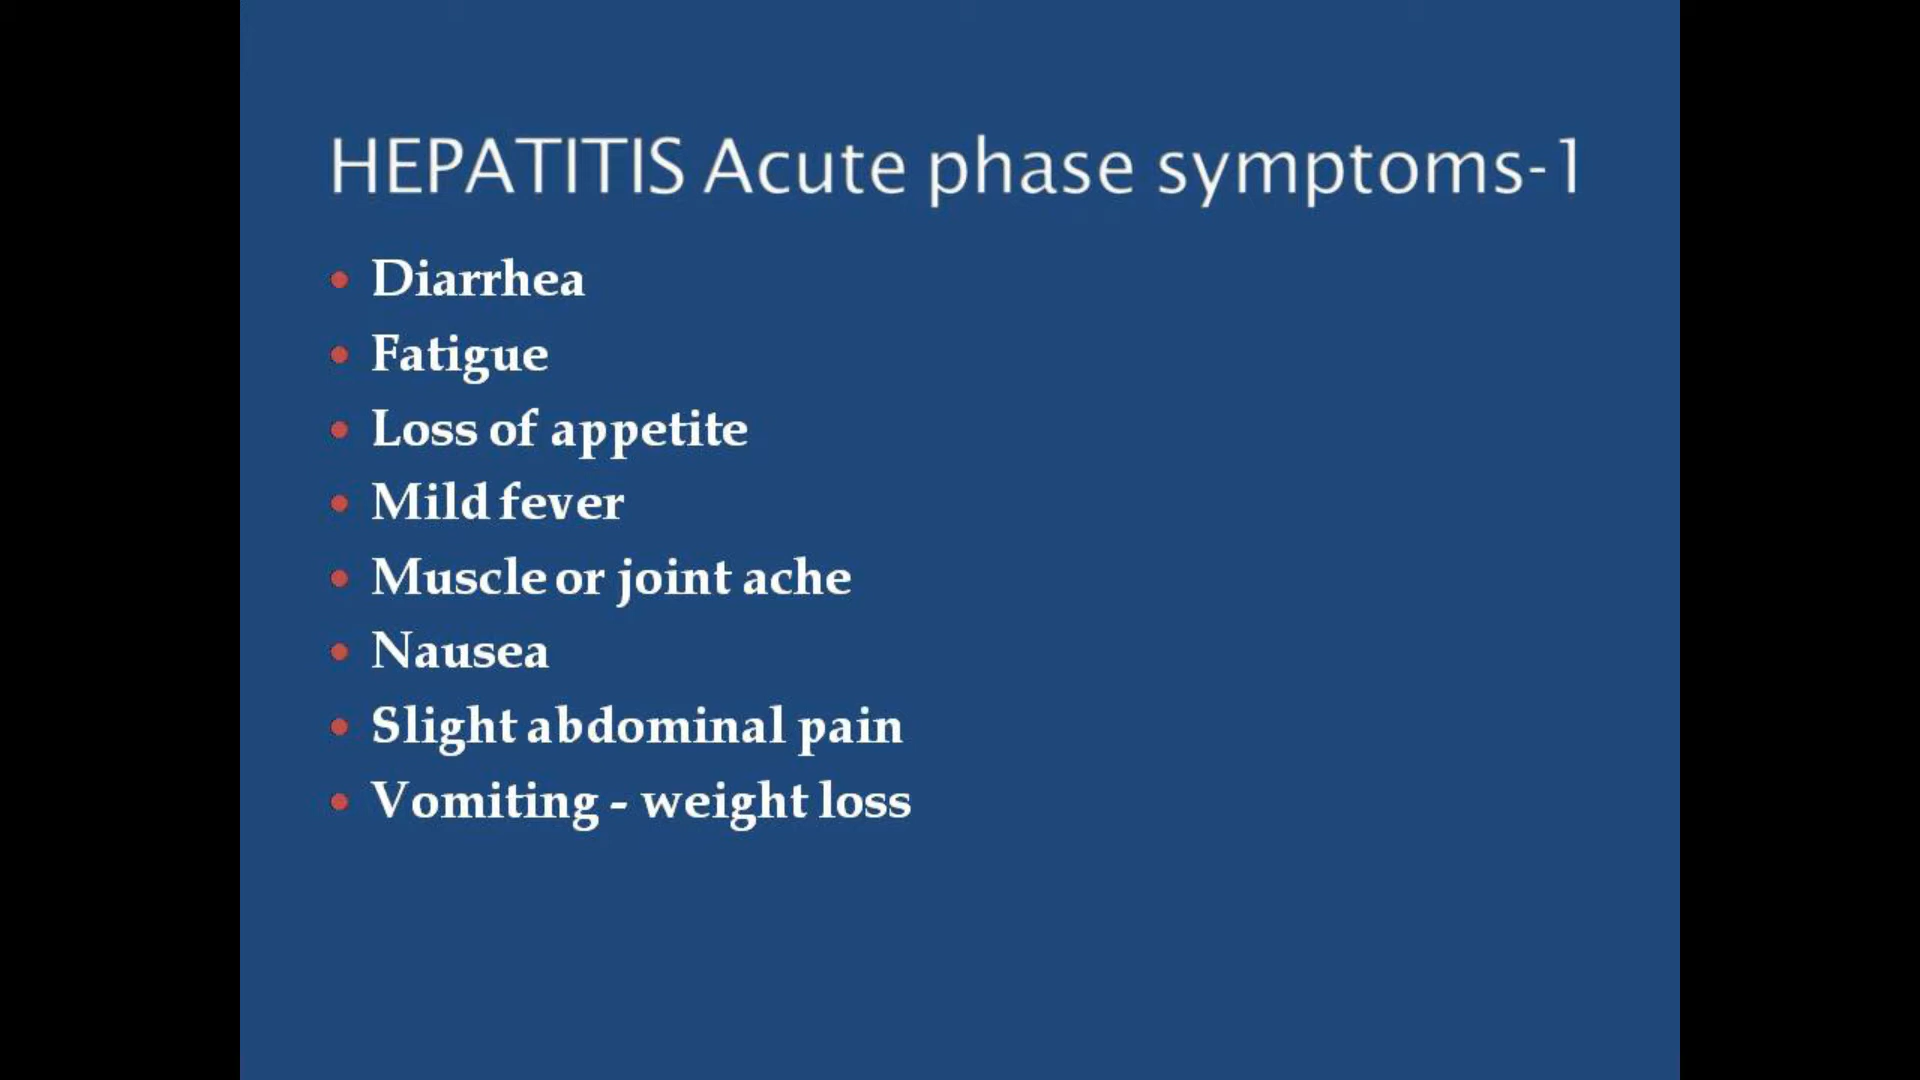 HEPATITIS Acute phase symptoms-1
• Diarrhea
• Fatigue
• Loss of appetite
• Mild fever
• Muscle or joint ache
• Nausea
• Slight abdominal pain
• Vomiting - weight loss